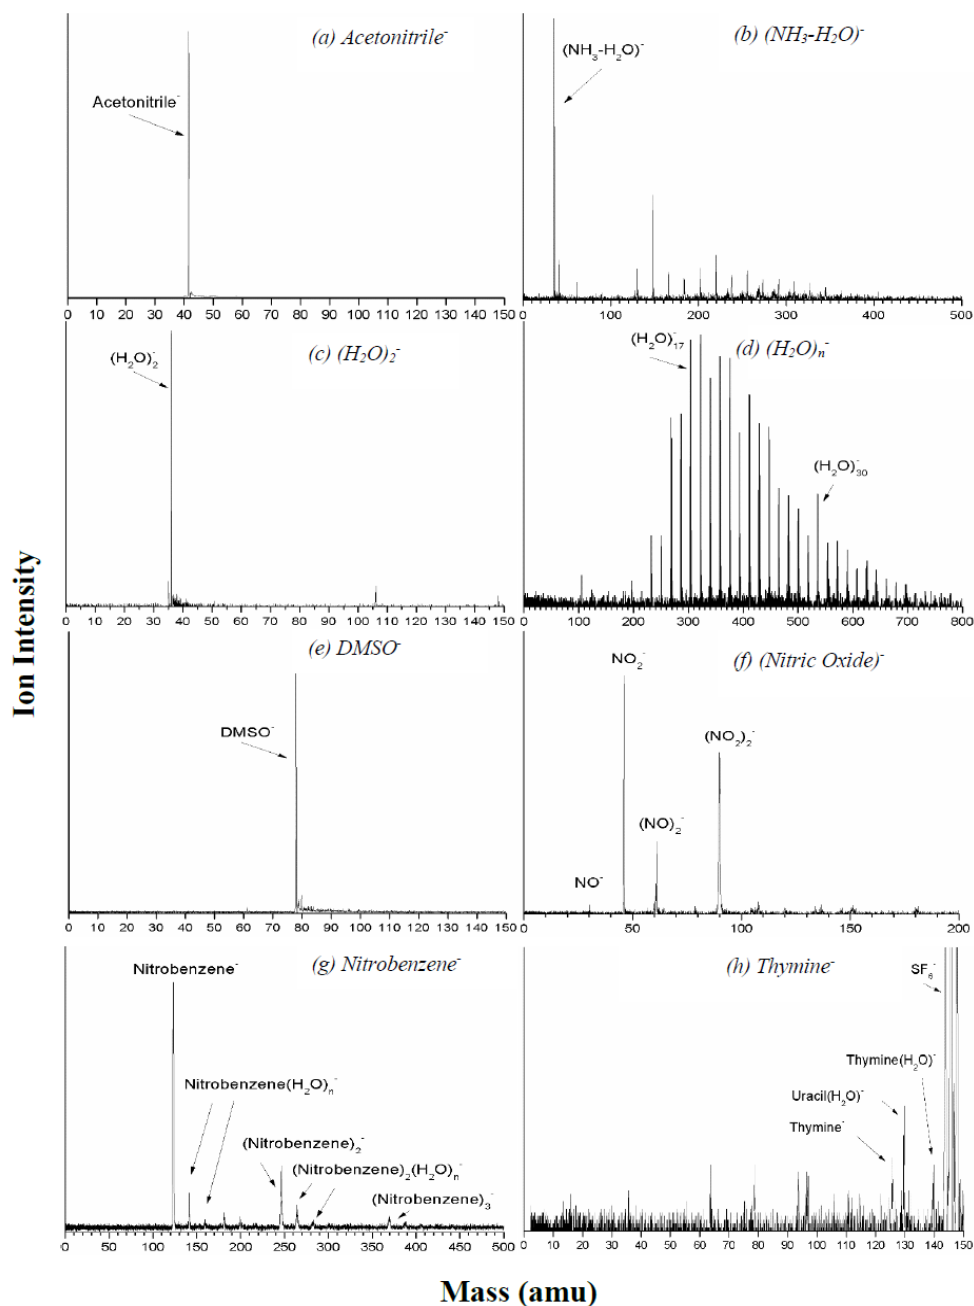 (a) Acetonitrile-
Acetonitrile-
0 10 20 30 40 50 60 70 80 90 100 110 120 130 140 150
(b) (NH3-H2O)-
(NH3-H2O)-
0 100 200 300 400 500
(c) (H2O)2-
(H2O)2-
0 10 20 30 40 50 60 70 80 90 100 110 120 130 140 150
(d) (H2O)n-
(H2O)17-
(H2O)30-
0 100 200 300 400 500 600 700 800
(e) DMSO-
DMSO-
0 10 20 30 40 50 60 70 80 90 100 110 120 130 140 150
(f) (Nitric Oxide)-
NO2-
(NO2)2-
(NO)2-
NO-
50 100 150 200
(g) Nitrobenzene-
Nitrobenzene-
Nitrobenzene(H2O)n-
(Nitrobenzene)2-
(Nitrobenzene)2(H2O)n-
(Nitrobenzene)3-
0 50 100 150 200 250 300 350 400 450 500
(h) Thymine-
SF6-
Thymine(H2O)-
Uracil(H2O)-
Thymine-
0 10 20 30 40 50 60 70 80 90 100 110 120 130 140 150
Ion Intensity
Mass (amu)